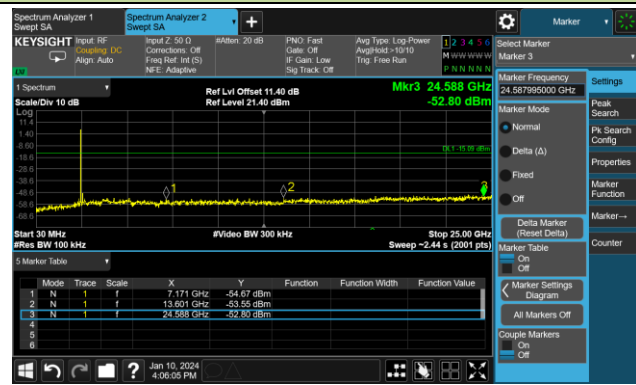 Spectrum Analyzer 1
Swept SA
Spectrum Analyzer 2
Swept SA
Marker
KEYSIGHT
Input: RF
Coupling: DC
Align: Auto
Input Z: 50 Ω
Corrections: Off
Freq Ref: Int (S)
NFE: Adaptive
#Atten: 20 dB
PNO: Fast
Gate: Off
IF Gain: Low
Sig Track: Off
Avg Type: Log-Power
Avg|Hold:>10/10
Trig: Free Run
1 2 3 4 5 6
M W W W W W
P N N N N N
LV
Select Marker
Marker 3
1 Spectrum
Scale/Div 10 dB
Log
Ref Lvl Offset 11.40 dB
Ref Level 21.40 dBm
Mkr3 24.588 GHz
-52.80 dBm
11.4
1.40
-8.60
-18.6
-28.6
-38.6
-48.6
-58.6
-68.6
DL1 -15.09 dBm
1
2
3
Start 30 MHz
#Res BW 100 kHz
#Video BW 300 kHz
Stop 25.00 GHz
Sweep ~2.44 s (2001 pts)
5 Marker Table
Mode Trace Scale X Y Function Function Width Function Value
1 N 1 f 7.171 GHz -54.67 dBm
2 N 1 f 13.601 GHz -53.55 dBm
3 N 1 f 24.588 GHz -52.80 dBm
4
5
6
Marker Frequency
24.587995000 GHz
Marker Mode
Normal
Delta (Δ)
Fixed
Off
Delta Marker
(Reset Delta)
Marker Table
On
Off
Marker Settings
Diagram
All Markers Off
Couple Markers
On
Off
Settings
Peak
Search
Pk Search
Config
Properties
Marker
Function
Marker→
Counter
?
Jan 10, 2024
4:06:05 PM